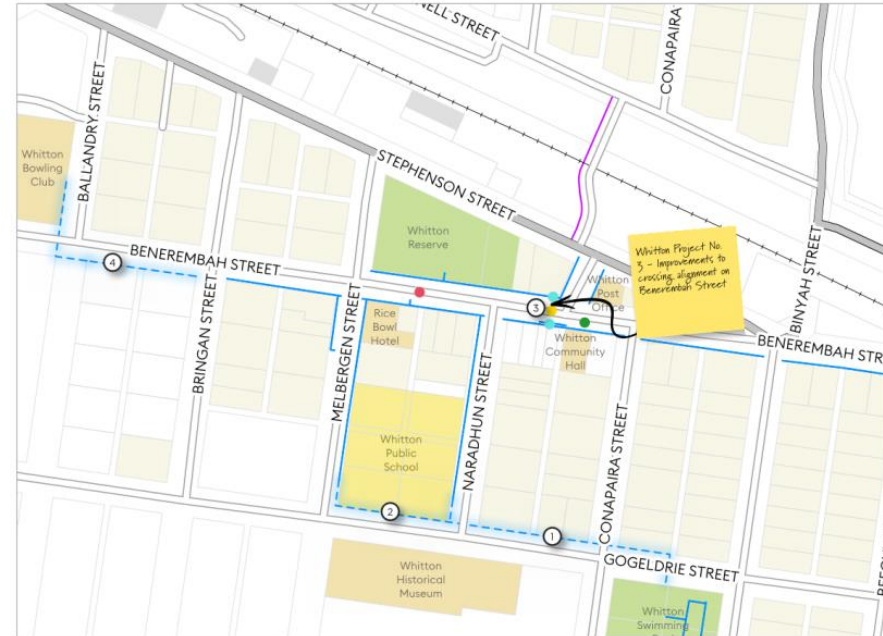 NELL STREET
CONAPAIRA
BALLANDRY STREET
Whitton
Bowling
Club
STEPHENSON STREET
Whitton
Reserve
Whitton Project No.
3 - Improvements to
crossing alignment on
Benerembah Street
BINYAH STREET
4
BENEREMBAH STREET
Whitton
Post
Office
3
Rice
Bowl
Hotel
Whitton
Community
Hall
BENEREMBAH STR
BRINGAN STREET
MELBERGEN STREET
NARADHUN STREET
CONAPAIRA STREET
Whitton
Public
School
2
1
GOGELDRIE STREET
Whitton
Historical
Museum
Whitton
Swimming